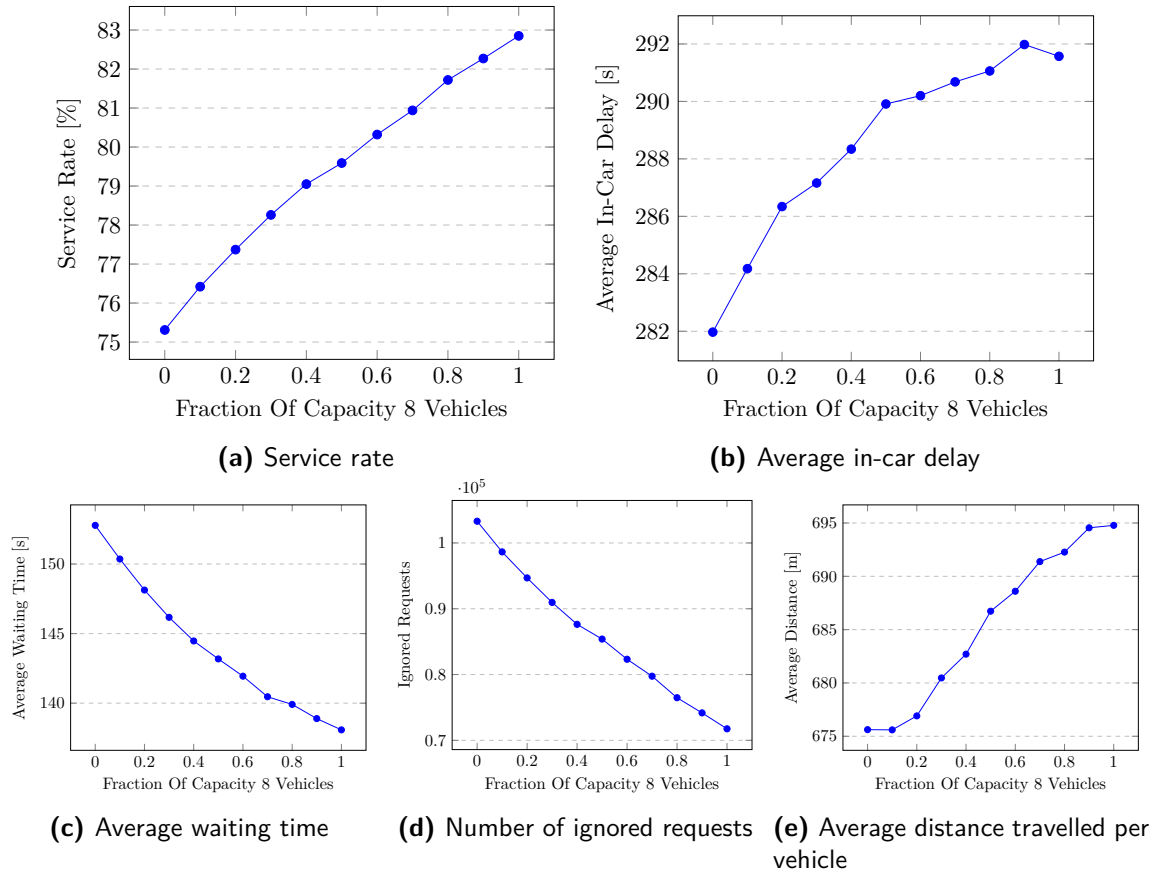 83
82
81
80
79
78
77
76
75
Service Rate [%]
0 0.2 0.4 0.6 0.8 1
Fraction Of Capacity 8 Vehicles
(a) Service rate
292
290
288
286
284
282
Average In-Car Delay [s]
0 0.2 0.4 0.6 0.8 1
Fraction Of Capacity 8 Vehicles
(b) Average in-car delay
150
145
140
Average Waiting Time [s]
0 0.2 0.4 0.6 0.8 1
Fraction Of Capacity 8 Vehicles
(c) Average waiting time
·10⁵
1
0.9
0.8
0.7
Ignored Requests
0 0.2 0.4 0.6 0.8 1
Fraction Of Capacity 8 Vehicles
(d) Number of ignored requests
695
690
685
680
675
Average Distance [m]
0 0.2 0.4 0.6 0.8 1
Fraction Of Capacity 8 Vehicles
(e) Average distance travelled per
vehicle